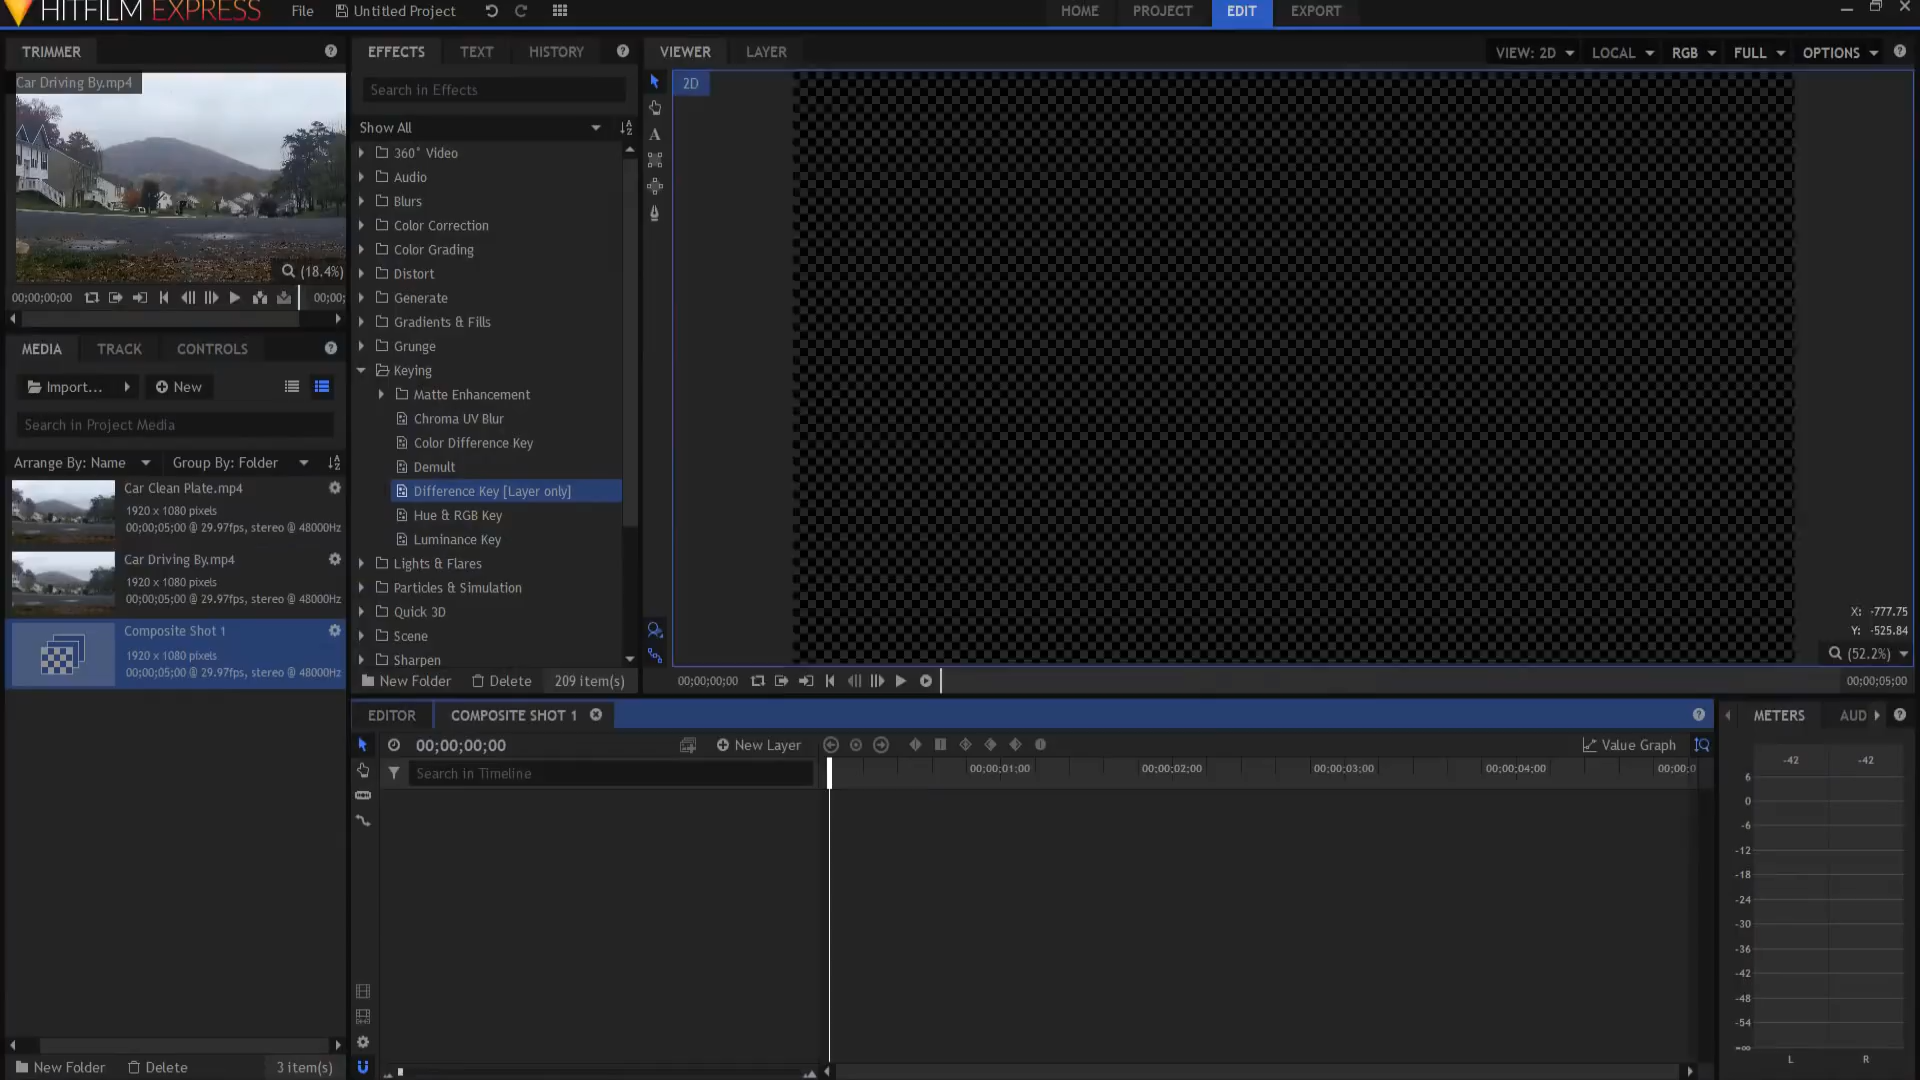 HITFILM EXPRESS File Untitled Project HOME PROJECT EDIT EXPORT
TRIMMER
Car Driving By.mp4
(18.4%)
00;00;00;00 00;00;
MEDIA TRACK CONTROLS
Import... New
Search in Project Media
Arrange By: Name Group By: Folder
Car Clean Plate.mp4
1920 x 1080 pixels
00;00;05;00 @ 29.97fps, stereo @ 48000Hz
Car Driving By.mp4
1920 x 1080 pixels
00;00;05;00 @ 29.97fps, stereo @ 48000Hz
Composite Shot 1
1920 x 1080 pixels
00;00;05;00 @ 29.97fps, stereo @ 48000Hz
New Folder Delete 3 item(s)
EFFECTS TEXT HISTORY
Search in Effects
Show All
360° Video
Audio
Blurs
Color Correction
Color Grading
Distort
Generate
Gradients & Fills
Grunge
Keying
Matte Enhancement
Chroma UV Blur
Color Difference Key
Demult
Difference Key [Layer only]
Hue & RGB Key
Luminance Key
Lights & Flares
Particles & Simulation
Quick 3D
Scene
Sharpen
New Folder Delete 209 item(s)
VIEWER LAYER VIEW: 2D LOCAL RGB FULL OPTIONS
2D
A
X: -777.75
Y: -525.84
(52.2%)
00;00;00;00 00;00;05;00
EDITOR COMPOSITE SHOT 1
00;00;00;00 New Layer Value Graph
Search in Timeline 00;00;01;00 00;00;02;00 00;00;03;00 00;00;04;00 00;00;0
METERS AUD
-42 -42
6
0
-6
-12
-18
-24
-30
-36
-42
-48
-54
-∞
L R